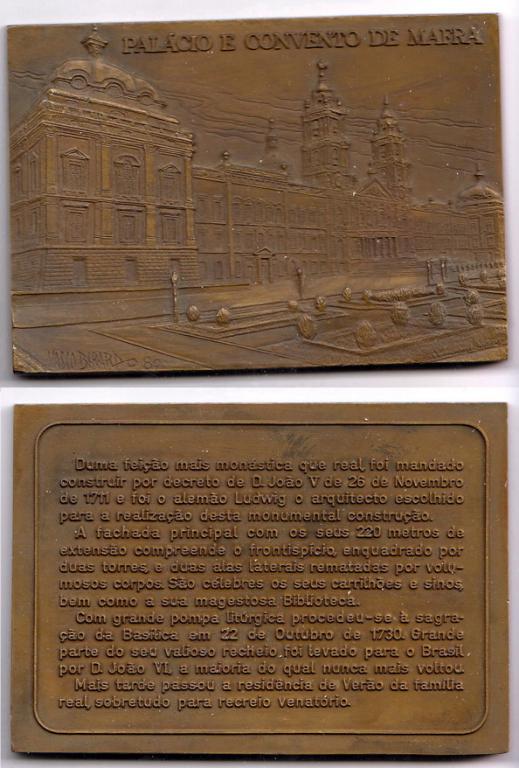 PALÁCIO E CONVENTO DE MAFRA
VASCO BERARDO 82
Duma feição mais monástica que real, foi mandado
construir por decreto de D. João V de 26 de Novembro
de 1711 e foi o alemão Ludwig o arquitecto escolhido
para a realização desta monumental construção.
A fachada principal com os seus 220 metros de
extensão compreende o frontispício, enquadrado por
duas torres, e duas alas laterais rematadas por volu-
mosos corpos. São célebres os seus cartilhões e sinos,
bem como a sua magestosa Biblioteca.
Com grande pompa litúrgica procedeu-se à sagra-
ção da Basílica em 22 de Outubro de 1730. Grande
parte do seu valioso recheio, foi levado para o Brasil
por D. João VI, a maioria do qual nunca mais voltou.
Mais tarde passou a residência de Verão da família
real, sobretudo para recreio venatório.